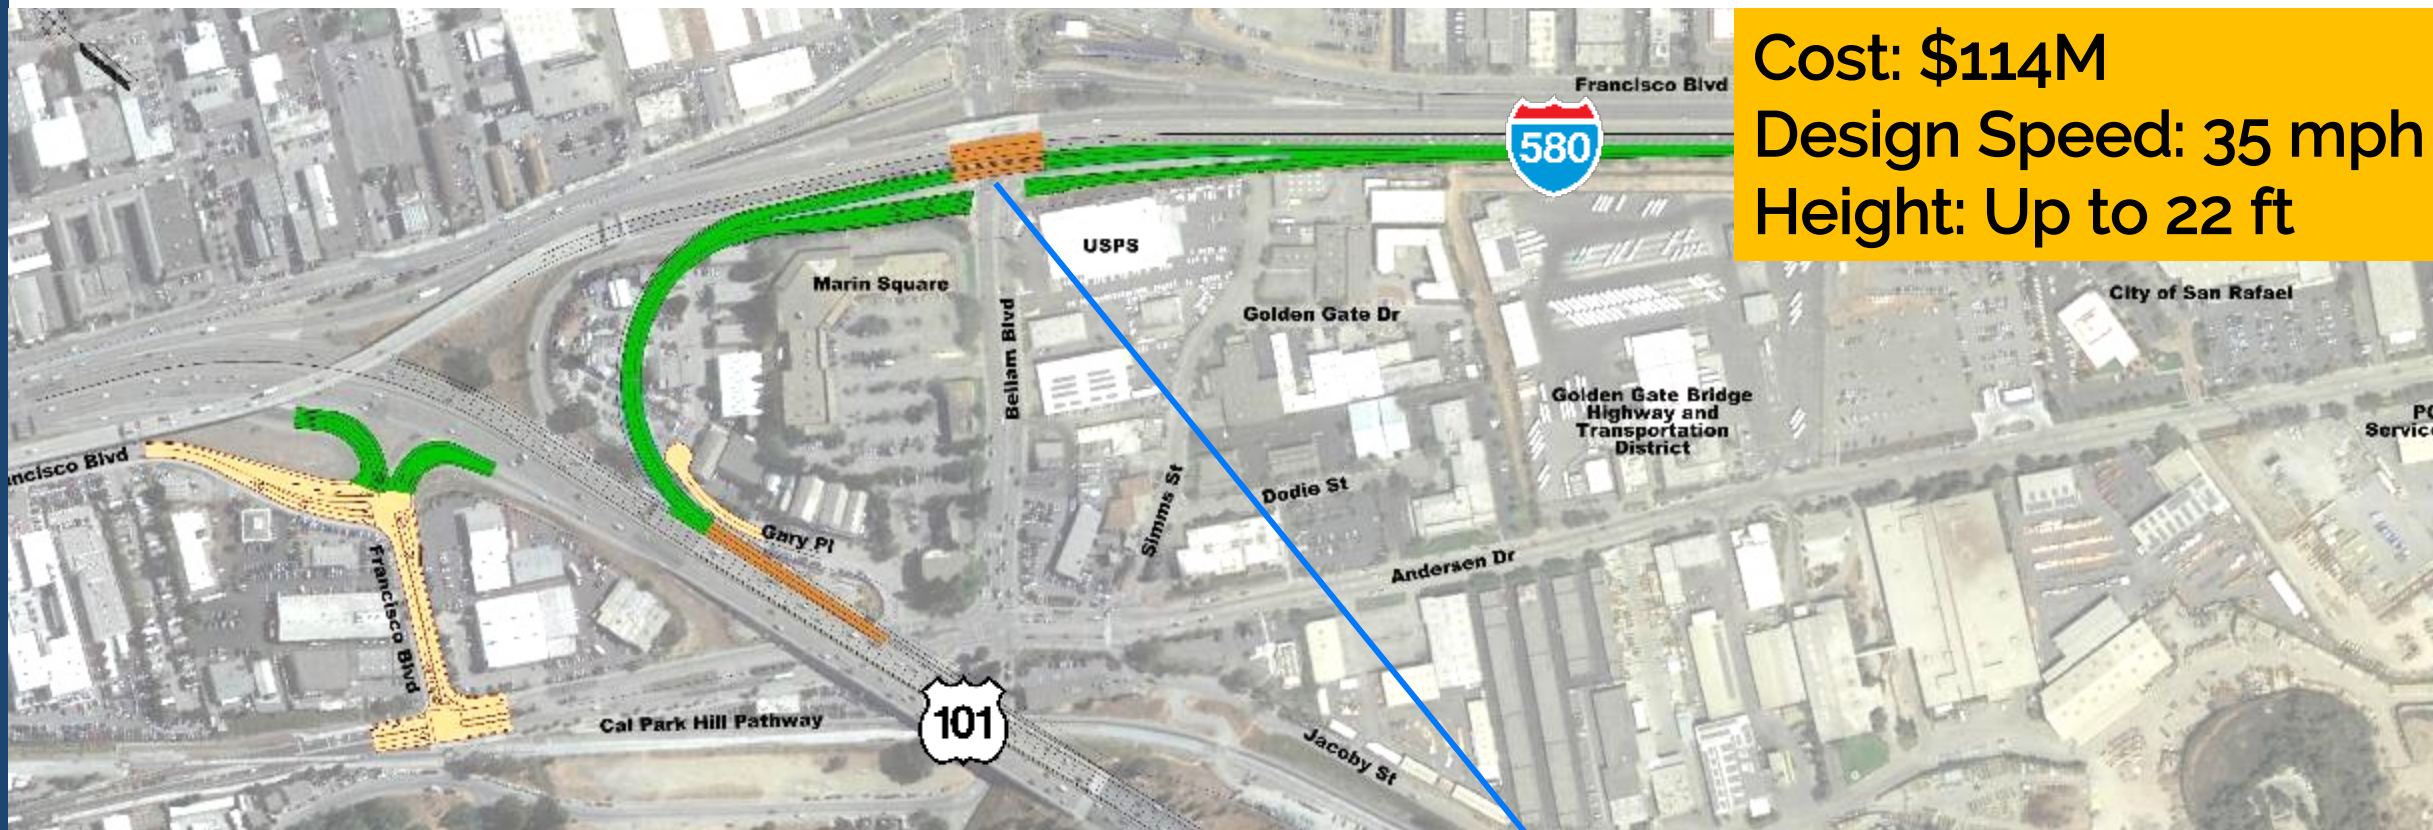 Cost: $114M
Design Speed: 35 mph
Height: Up to 22 ft
Francisco Blvd
580
USPS
Marin Square
Bellam Blvd
Golden Gate Dr
City of San Rafael
Golden Gate Bridge
Highway and
Transportation
District
ncisco Blvd
Simms St
Dodie St
Gary Pl
Andersen Dr
Francisco Blvd
Cal Park Hill Pathway
101
Jacoby St